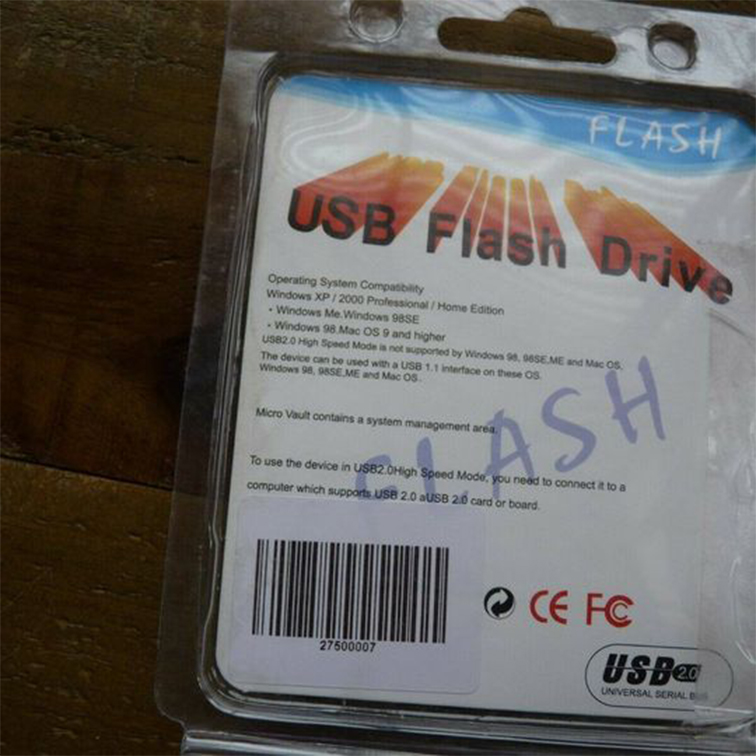 FLASH
USB Flash Drive
Operating System Compatibility
Windows XP / 2000 Professional / Home Edition
· Windows Me.Windows 98SE
· Windows 98.Mac OS 9 and higher
USB2.0 High Speed Mode is not supported by Windows 98, 98SE,ME and Mac OS.
The device can be used with a USB 1.1 interface on these OS.
Windows 98, 98SE,ME and Mac OS.
Micro Vault contains a system management area.
FLASH
To use the device in USB2.0High Speed Mode, you need to connect it to a
computer which supports USB 2.0 aUSB 2.0 card or board.
27500007
CE FC
USB 2.0
UNIVERSAL SERIAL BUS